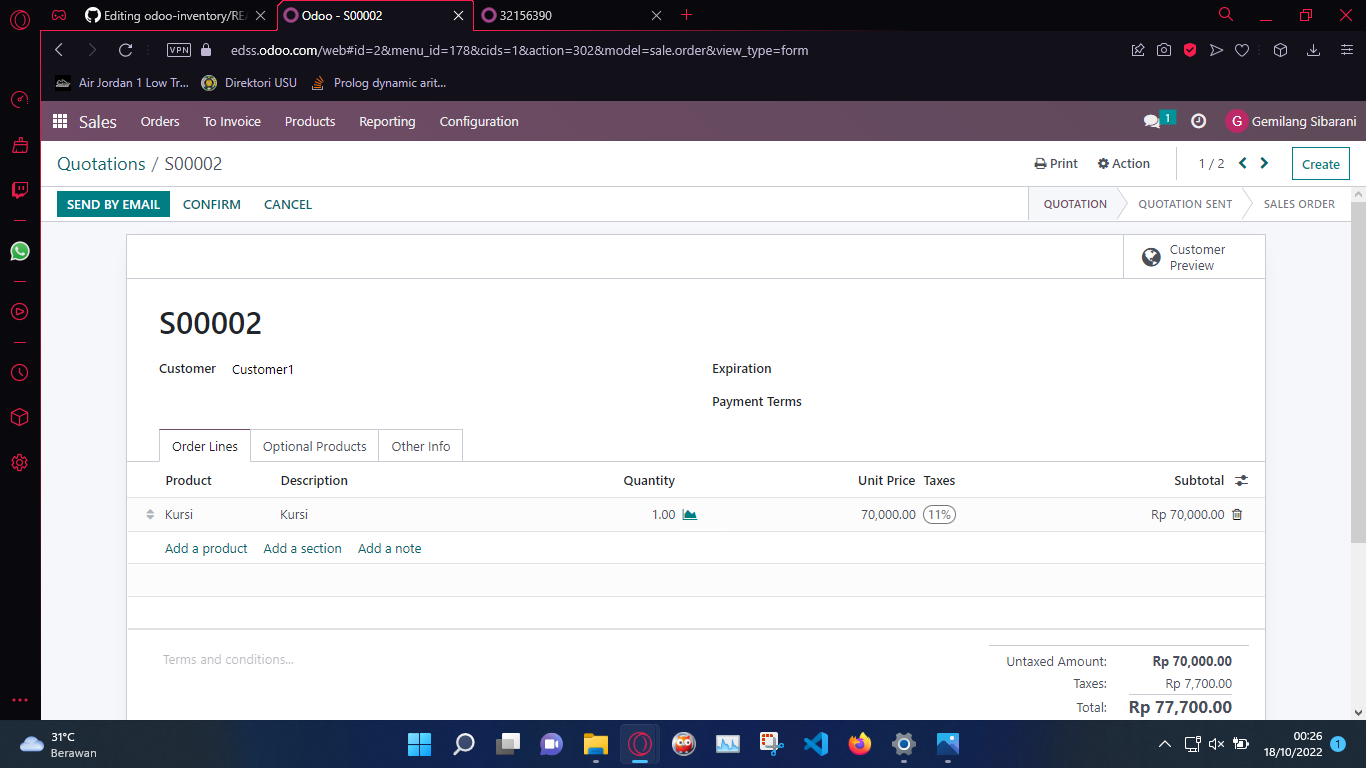 Editing odoo-inventory/REA
Odoo - S00002
32156390
VPN
edss.odoo.com/web#id=2&menu_id=178&cids=1&action=302&model=sale.order&view_type=form
Air Jordan 1 Low Tr...
Direktori USU
Prolog dynamic arit...
Sales
Orders
To Invoice
Products
Reporting
Configuration
1
G
Gemilang Sibarani
Quotations / S00002
Print
Action
1 / 2
Create
SEND BY EMAIL
CONFIRM
CANCEL
QUOTATION
QUOTATION SENT
SALES ORDER
Customer
Preview
S00002
Customer
Customer1
Expiration
Payment Terms
Order Lines
Optional Products
Other Info
Product
Description
Quantity
Unit Price
Taxes
Subtotal
Kursi
Kursi
1.00
70,000.00
11%
Rp 70,000.00
Add a product
Add a section
Add a note
Terms and conditions...
Untaxed Amount:
Rp 70,000.00
Taxes:
Rp 7,700.00
Total:
Rp 77,700.00
31°C
Berawan
00:26
18/10/2022
1